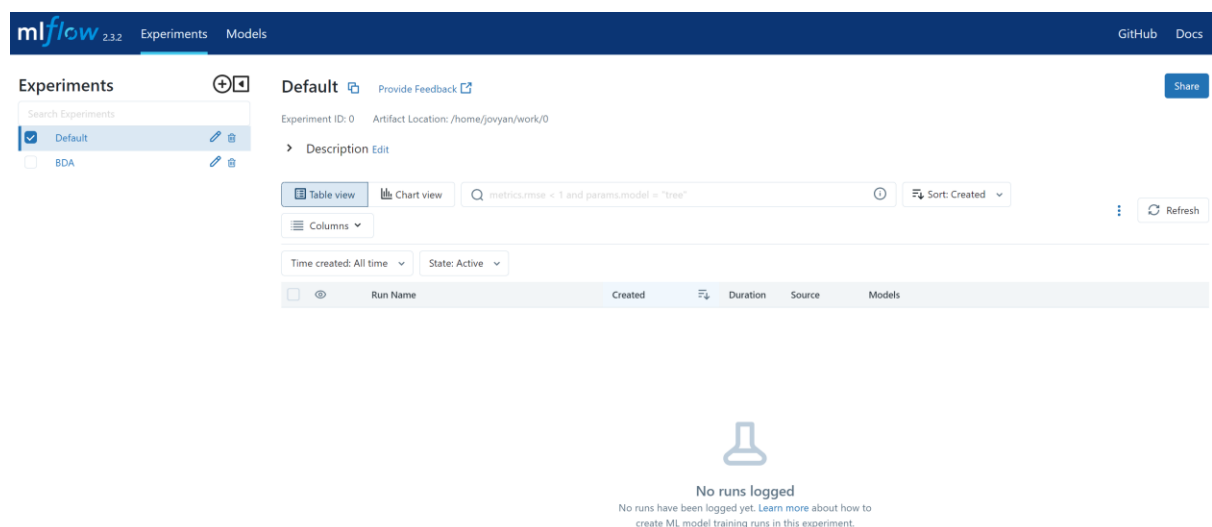 mlflow 2.3.2 Experiments Models GitHub Docs
Experiments
Search Experiments
Default
BDA
Default Provide Feedback
Share
Experiment ID: 0 Artifact Location: /home/jovyan/work/0
Description Edit
Table view Chart view metrics.rmse < 1 and params.model = "tree" Sort: Created
Refresh
Columns
Time created: All time State: Active
Run Name Created Duration Source Models
No runs logged
No runs have been logged yet. Learn more about how to
create ML model training runs in this experiment.